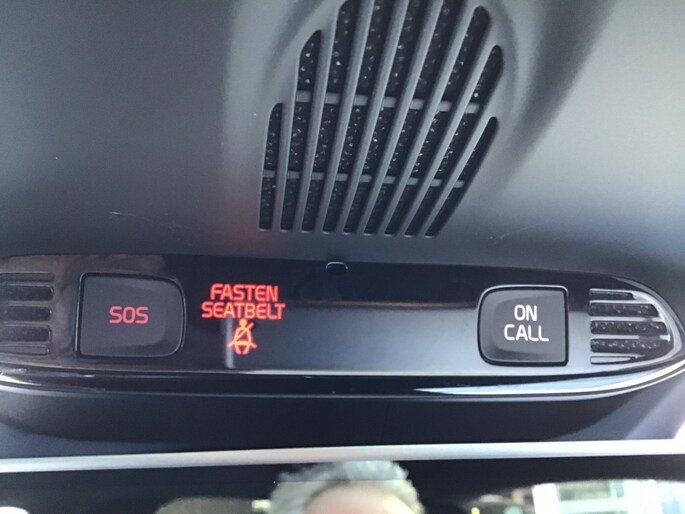 SOS
FASTEN
SEATBELT
ON
CALL